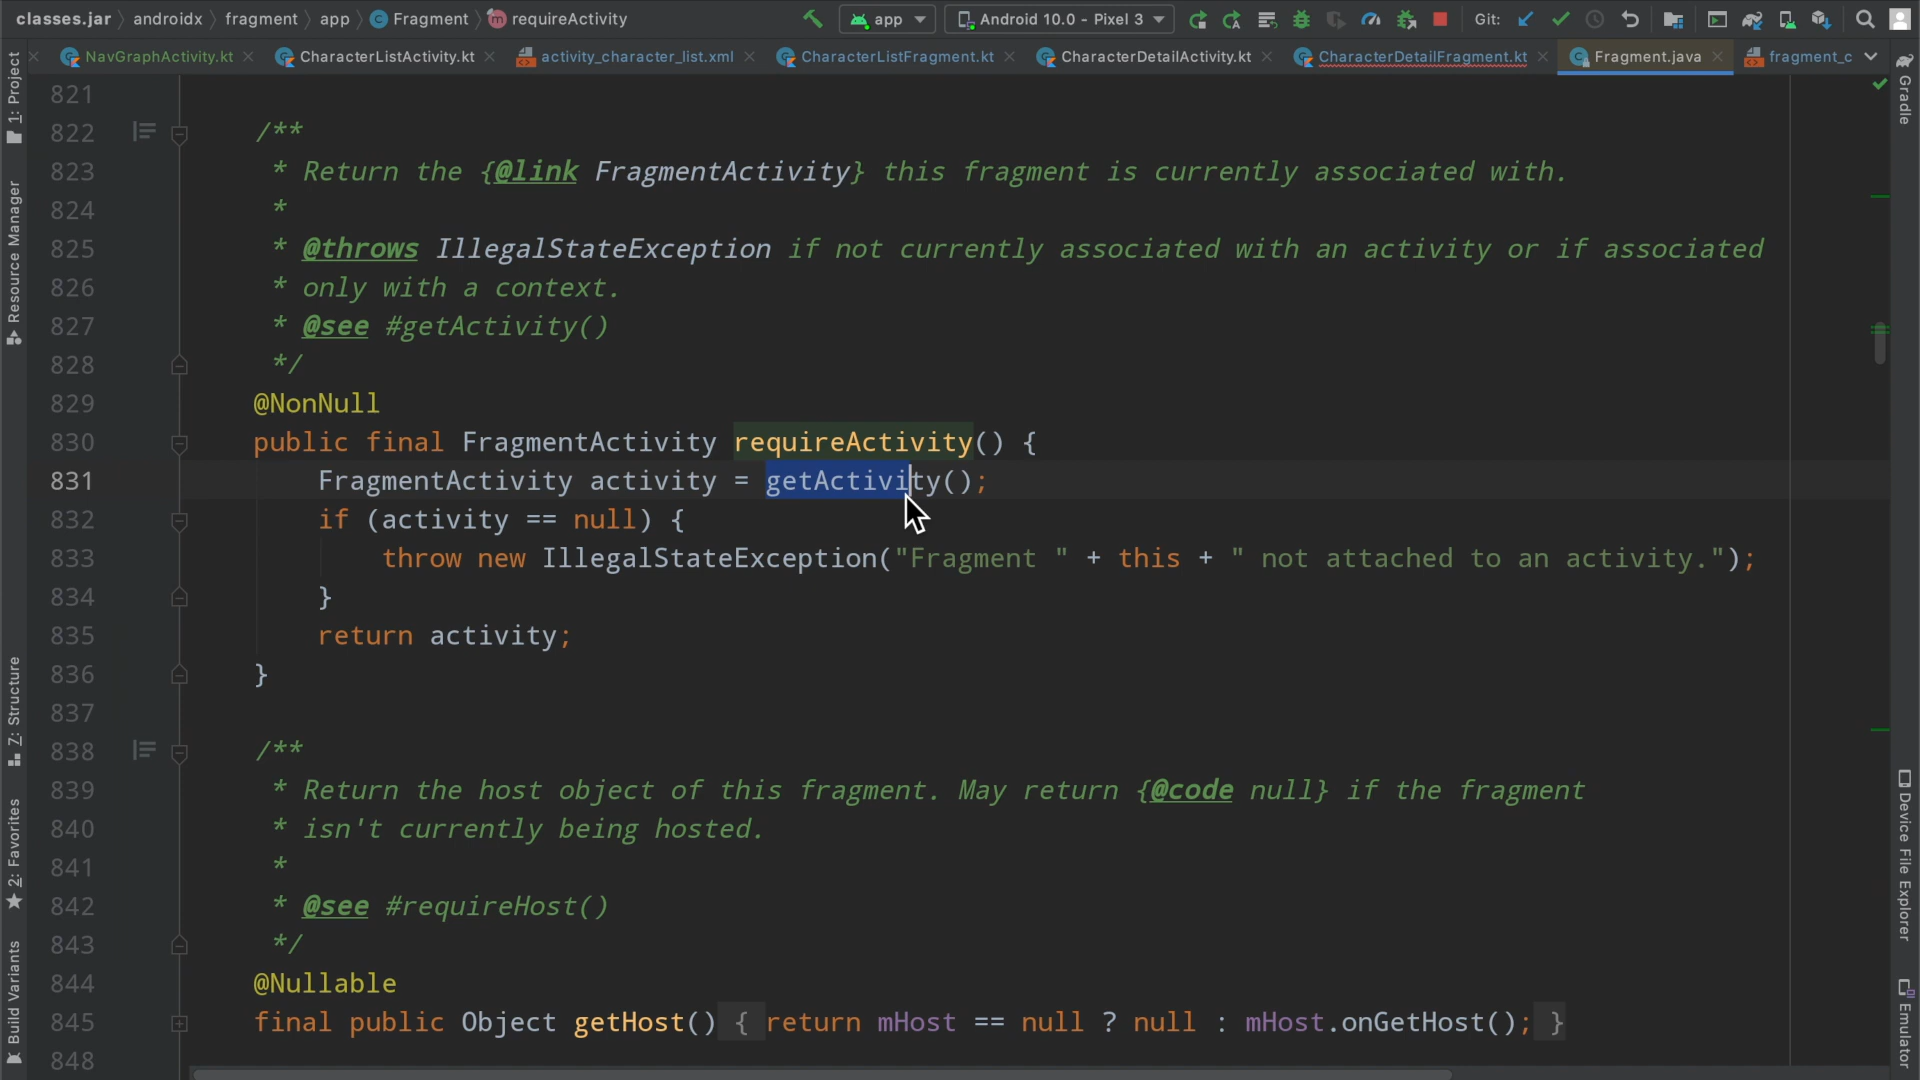 classes.jar androidx fragment app Fragment requireActivity
app Android 10.0 - Pixel 3 Git:
NavGraphActivity.kt CharacterListActivity.kt activity_character_list.xml CharacterListFragment.kt CharacterDetailActivity.kt CharacterDetailFragment.kt Fragment.java fragment_c
1: Project
Resource Manager
Z: Structure
2: Favorites
Build Variants
821
822 /**
823 * Return the {@link FragmentActivity} this fragment is currently associated with.
824 *
825 * @throws IllegalStateException if not currently associated with an activity or if associated
826 * only with a context.
827 * @see #getActivity()
828 */
829 @NonNull
830 public final FragmentActivity requireActivity() {
831 FragmentActivity activity = getActivity();
832 if (activity == null) {
833 throw new IllegalStateException("Fragment " + this + " not attached to an activity.");
834 }
835 return activity;
836 }
837
838 /**
839 * Return the host object of this fragment. May return {@code null} if the fragment
840 * isn't currently being hosted.
841 *
842 * @see #requireHost()
843 */
844 @Nullable
845 final public Object getHost() { return mHost == null ? null : mHost.onGetHost(); }
848
Gradle
Device File Explorer
Emulator